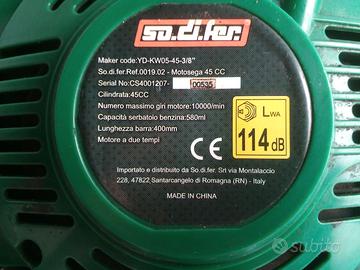 so.di.fer.
Maker code:YD-KW05-45-3/8"
So.di.fer.Ref.0019.02 - Motosega 45 CC
Serial No:CS4001207- 00535
Cilindrata:45CC
Numero massimo giri motore:10000/min
Capacità serbatoio benzina:580ml
Lunghezza barra:400mm
Motore a due tempi
LWA
114 dB
CE
Importato e distribuito da So.di.fer. Srl via Montalaccio
228, 47822 Santarcangelo di Romagna (RN) - Italy
MADE IN CHINA
subito